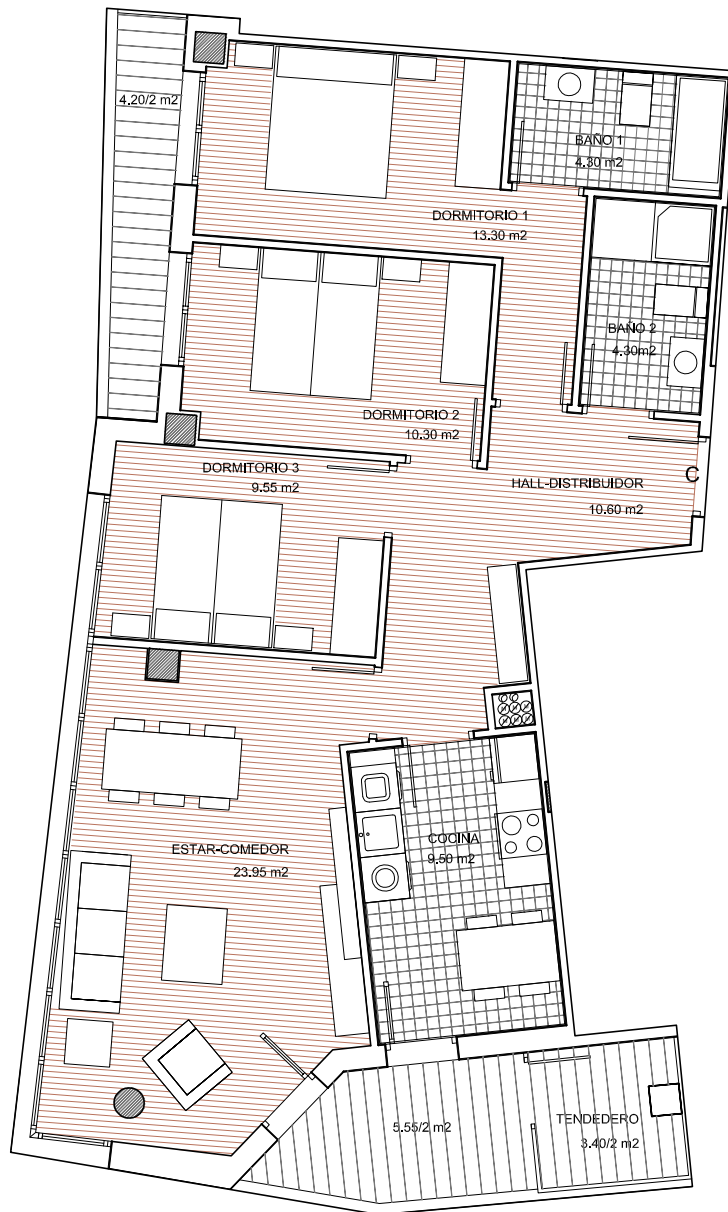 4.20/2 m2
BAÑO 1
4.30 m2
DORMITORIO 1
13.30 m2
BAÑO 2
4.30m2
DORMITORIO 2
10.30 m2
DORMITORIO 3
9.55 m2
HALL-DISTRIBUIDOR
10.60 m2
C
COCINA
9.50 m2
ESTAR-COMEDOR
23.95 m2
5.55/2 m2
TENDEDERO
3.40/2 m2